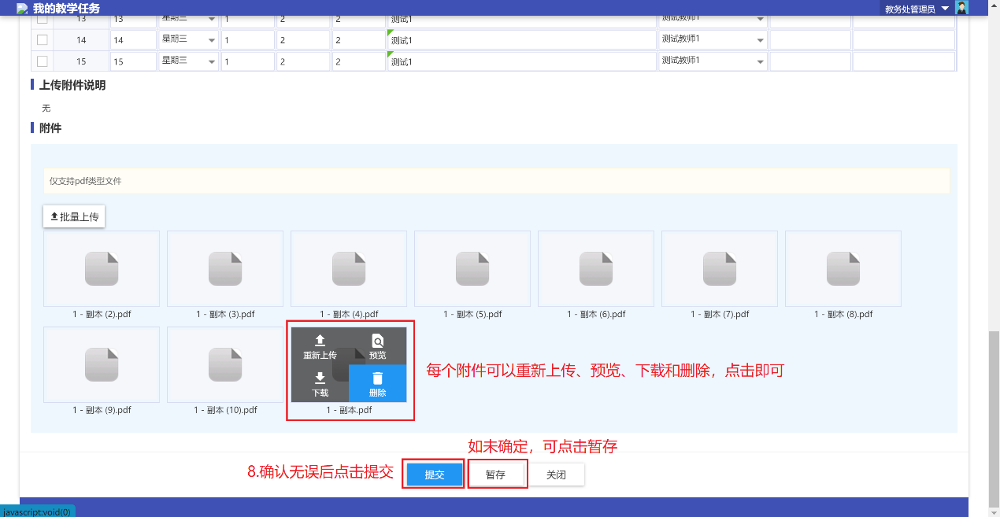 我的教学任务
教务处管理员
13 13 星期三 1 2 2 测试1 测试教师1
14 14 星期三 1 2 2 测试1 测试教师1
15 15 星期三 1 2 2 测试1 测试教师1
上传附件说明
无
附件
仅支持pdf类型文件
批量上传
1 - 副本 (2).pdf 1 - 副本 (3).pdf 1 - 副本 (4).pdf 1 - 副本 (5).pdf 1 - 副本 (6).pdf 1 - 副本 (7).pdf 1 - 副本 (8).pdf
重新上传 预览
每个附件可以重新上传、预览、下载和删除，点击即可
下载 删除
1 - 副本 (9).pdf 1 - 副本 (10).pdf 1 - 副本.pdf
如未确定，可点击暂存
8.确认无误后点击提交 提交 暂存 关闭
javascript:void(0)